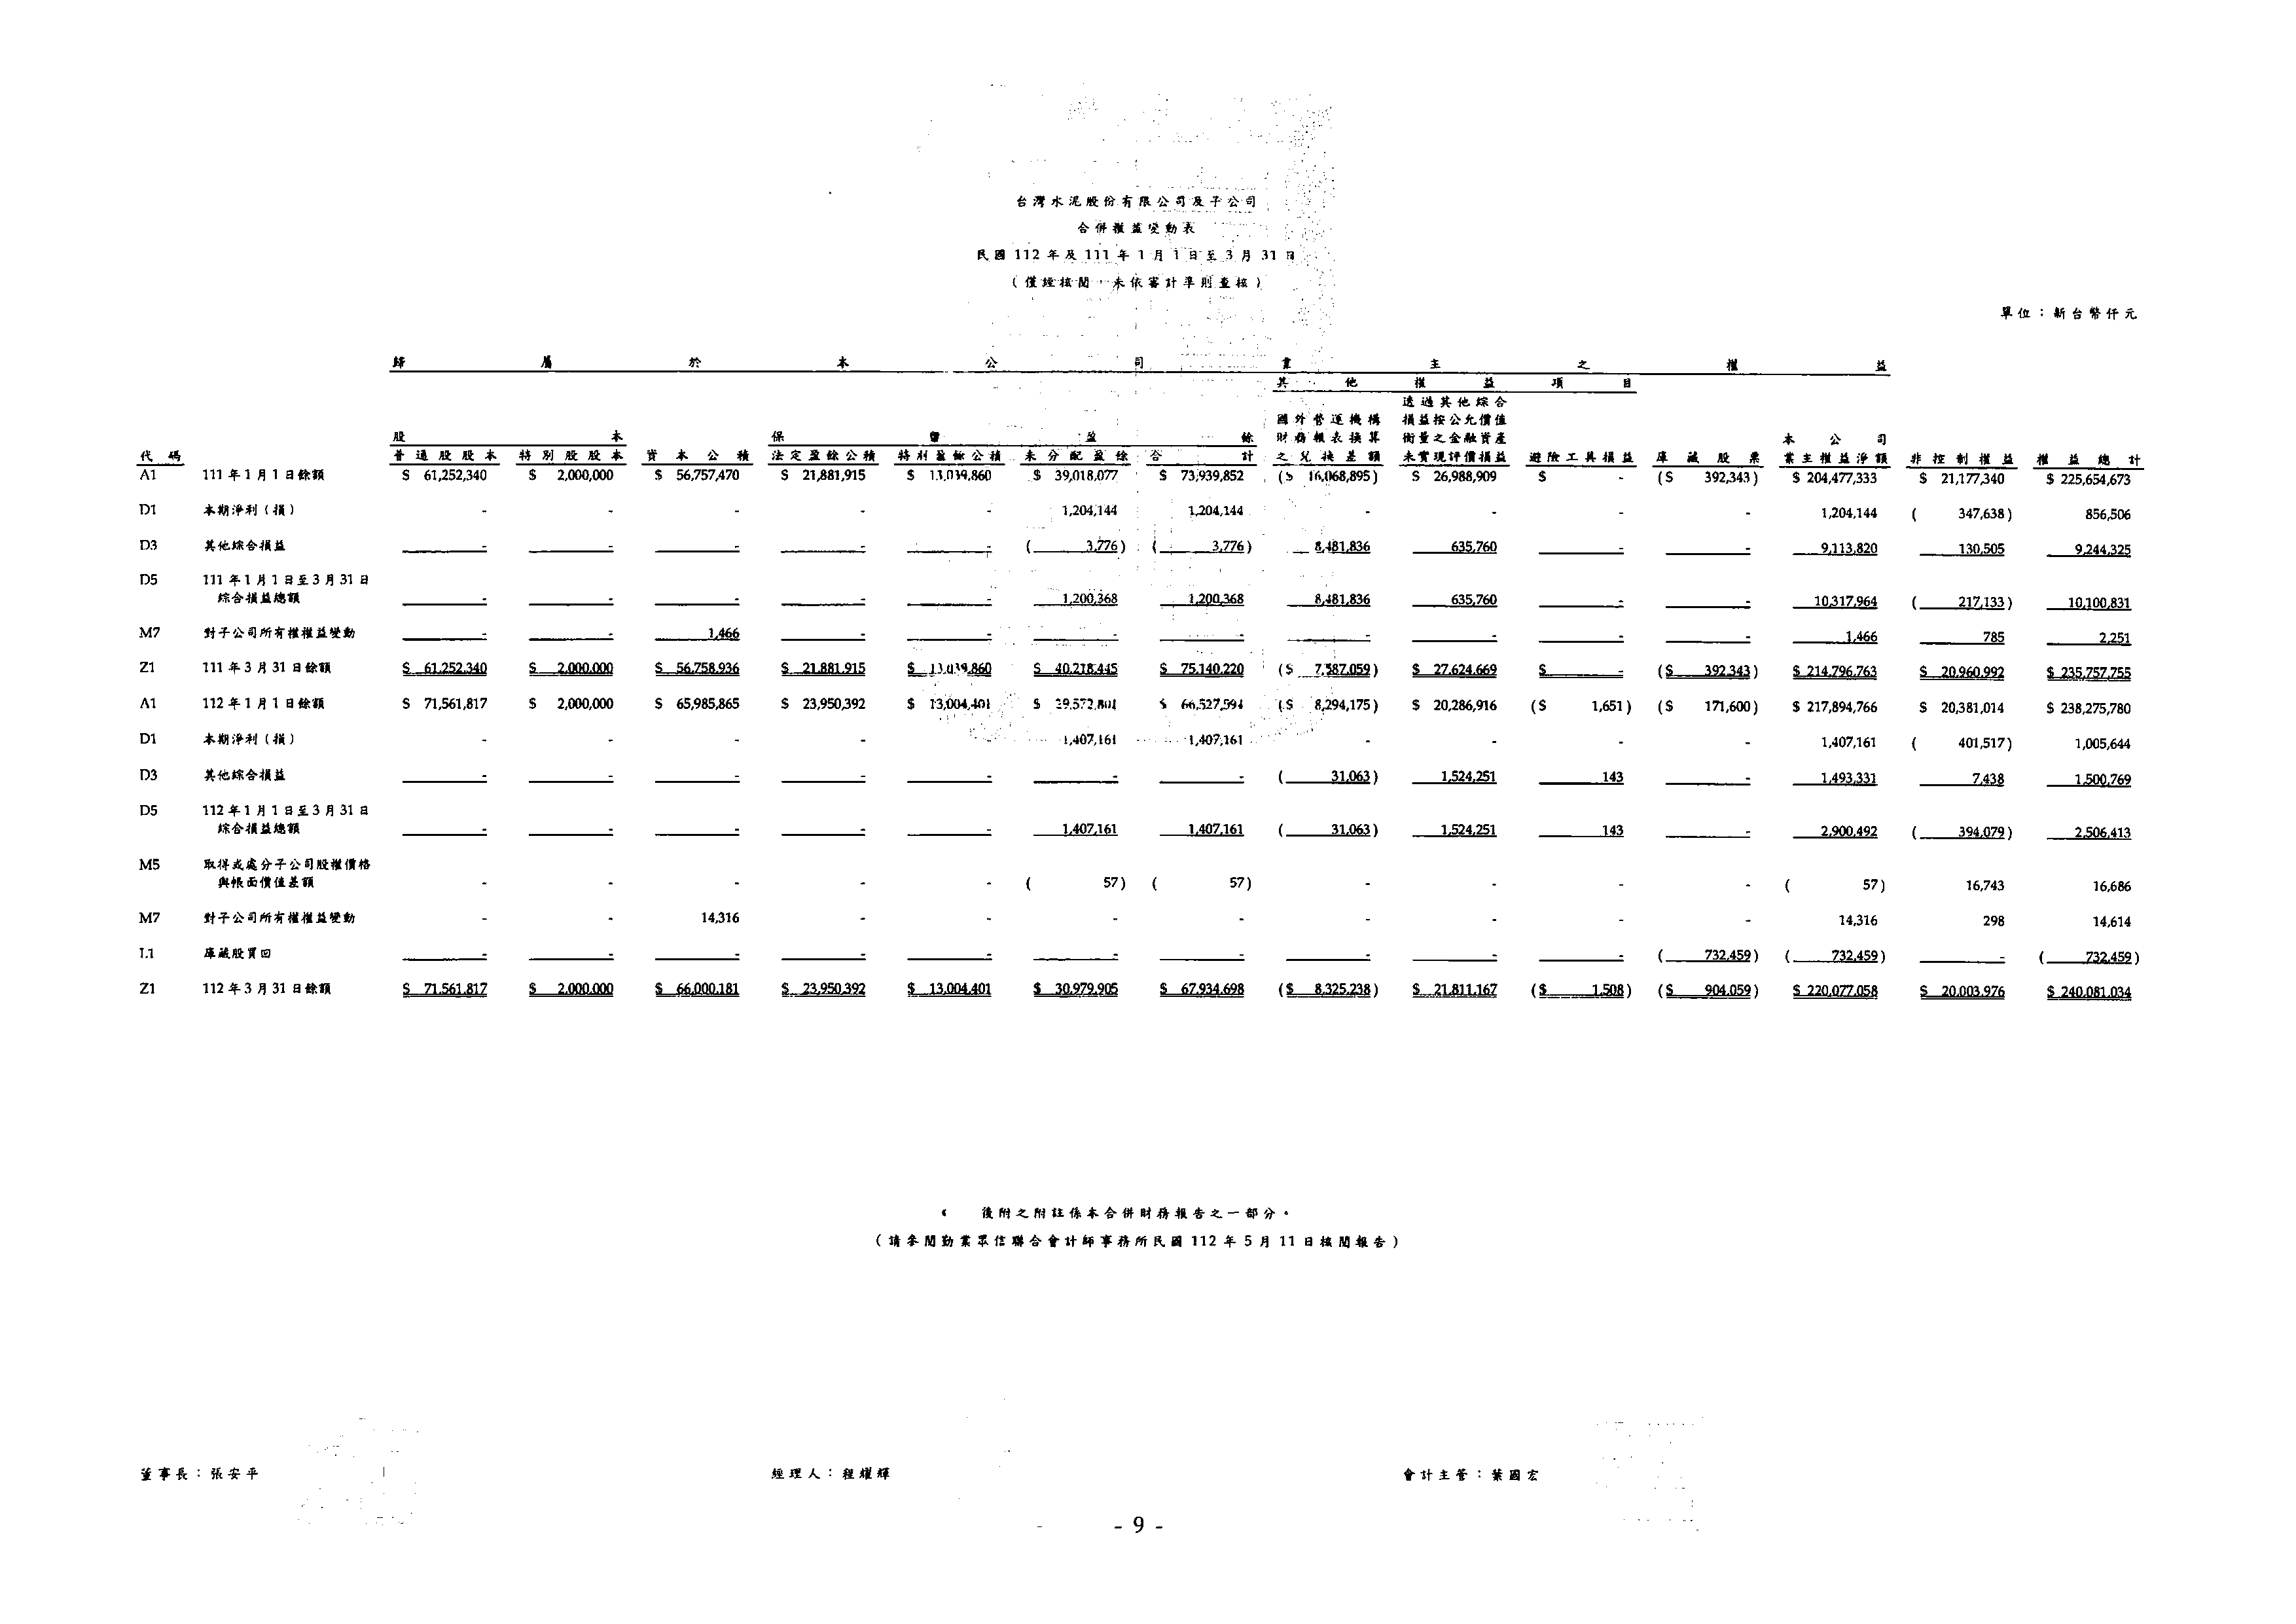 台灣水泥股份有限公司及子公司
合併權益變動表
民國 112 年及 111 年 1 月 1 日至 3 月 31 日
(僅經核閱,未依審計準則查核)
單位:新台幣仟元
歸 屬 於 本 公 司 業 主 之 權 益
其 他 權 益 項 目
股 本 保 留 盈 餘 國外營運機構財務報表換算之兌換差額 透過其他綜合損益按公允價值衡量之金融資產未實現評價損益 本公司
代碼 普通股股本 特別股股本 資本公積 法定盈餘公積 特別盈餘公積 未分配盈餘 合計 避險工具損益 庫藏股票 業主權益淨額 非控制權益 權益總計
A1 111 年 1 月 1 日餘額 $ 61,252,340 $ 2,000,000 $ 56,757,470 $ 21,881,915 $ 13,039,860 $ 39,018,077 $ 73,939,852 ($ 16,068,895) $ 26,988,909 $ - ($ 392,343) $ 204,477,333 $ 21,177,340 $ 225,654,673
D1 本期淨利(損) - - - - - 1,204,144 1,204,144 - - - - 1,204,144 ( 347,638) 856,506
D3 其他綜合損益 - - - - - ( 3,776) ( 3,776) 8,481,836 635,760 - - 9,113,820 130,505 9,244,325
D5 111 年 1 月 1 日至 3 月 31 日
綜合損益總額 - - - - - 1,200,368 1,200,368 8,481,836 635,760 - - 10,317,964 ( 217,133) 10,100,831
M7 對子公司所有權權益變動 - - 1,466 - - - - - - - - 1,466 785 2,251
Z1 111 年 3 月 31 日餘額 $ 61,252,340 $ 2,000,000 $ 56,758,936 $ 21,881,915 $ 13,039,860 $ 40,218,445 $ 75,140,220 ($ 7,587,059) $ 27,624,669 $ - ($ 392,343) $ 214,796,763 $ 20,960,992 $ 235,757,755
A1 112 年 1 月 1 日餘額 $ 71,561,817 $ 2,000,000 $ 65,985,865 $ 23,950,392 $ 13,004,401 $ 29,572,801 $ 66,527,594 ($ 8,294,175) $ 20,286,916 ($ 1,651) ($ 171,600) $ 217,894,766 $ 20,381,014 $ 238,275,780
D1 本期淨利(損) - - - - - 1,407,161 1,407,161 - - - - 1,407,161 ( 401,517) 1,005,644
D3 其他綜合損益 - - - - - - - ( 31,063) 1,524,251 143 - 1,493,331 7,438 1,500,769
D5 112 年 1 月 1 日至 3 月 31 日
綜合損益總額 - - - - - 1,407,161 1,407,161 ( 31,063) 1,524,251 143 - 2,900,492 ( 394,079) 2,506,413
M5 取得或處分子公司股權價格
與帳面價值差額 - - - - - ( 57) ( 57) - - - - ( 57) 16,743 16,686
M7 對子公司所有權權益變動 - - 14,316 - - - - - - - - 14,316 298 14,614
L1 庫藏股買回 - - - - - - - - - - ( 732,459) ( 732,459) - ( 732,459)
Z1 112 年 3 月 31 日餘額 $ 71,561,817 $ 2,000,000 $ 66,000,181 $ 23,950,392 $ 13,004,401 $ 30,979,905 $ 67,934,698 ($ 8,325,238) $ 21,811,167 ($ 1,508) ($ 904,059) $ 220,077,058 $ 20,003,976 $ 240,081,034
後附之附註係本合併財務報告之一部分。
(請參閱勤業眾信聯合會計師事務所民國 112 年 5 月 11 日核閱報告)
董事長:張安平 經理人:程耀輝 會計主管:葉國宏
- 9 -